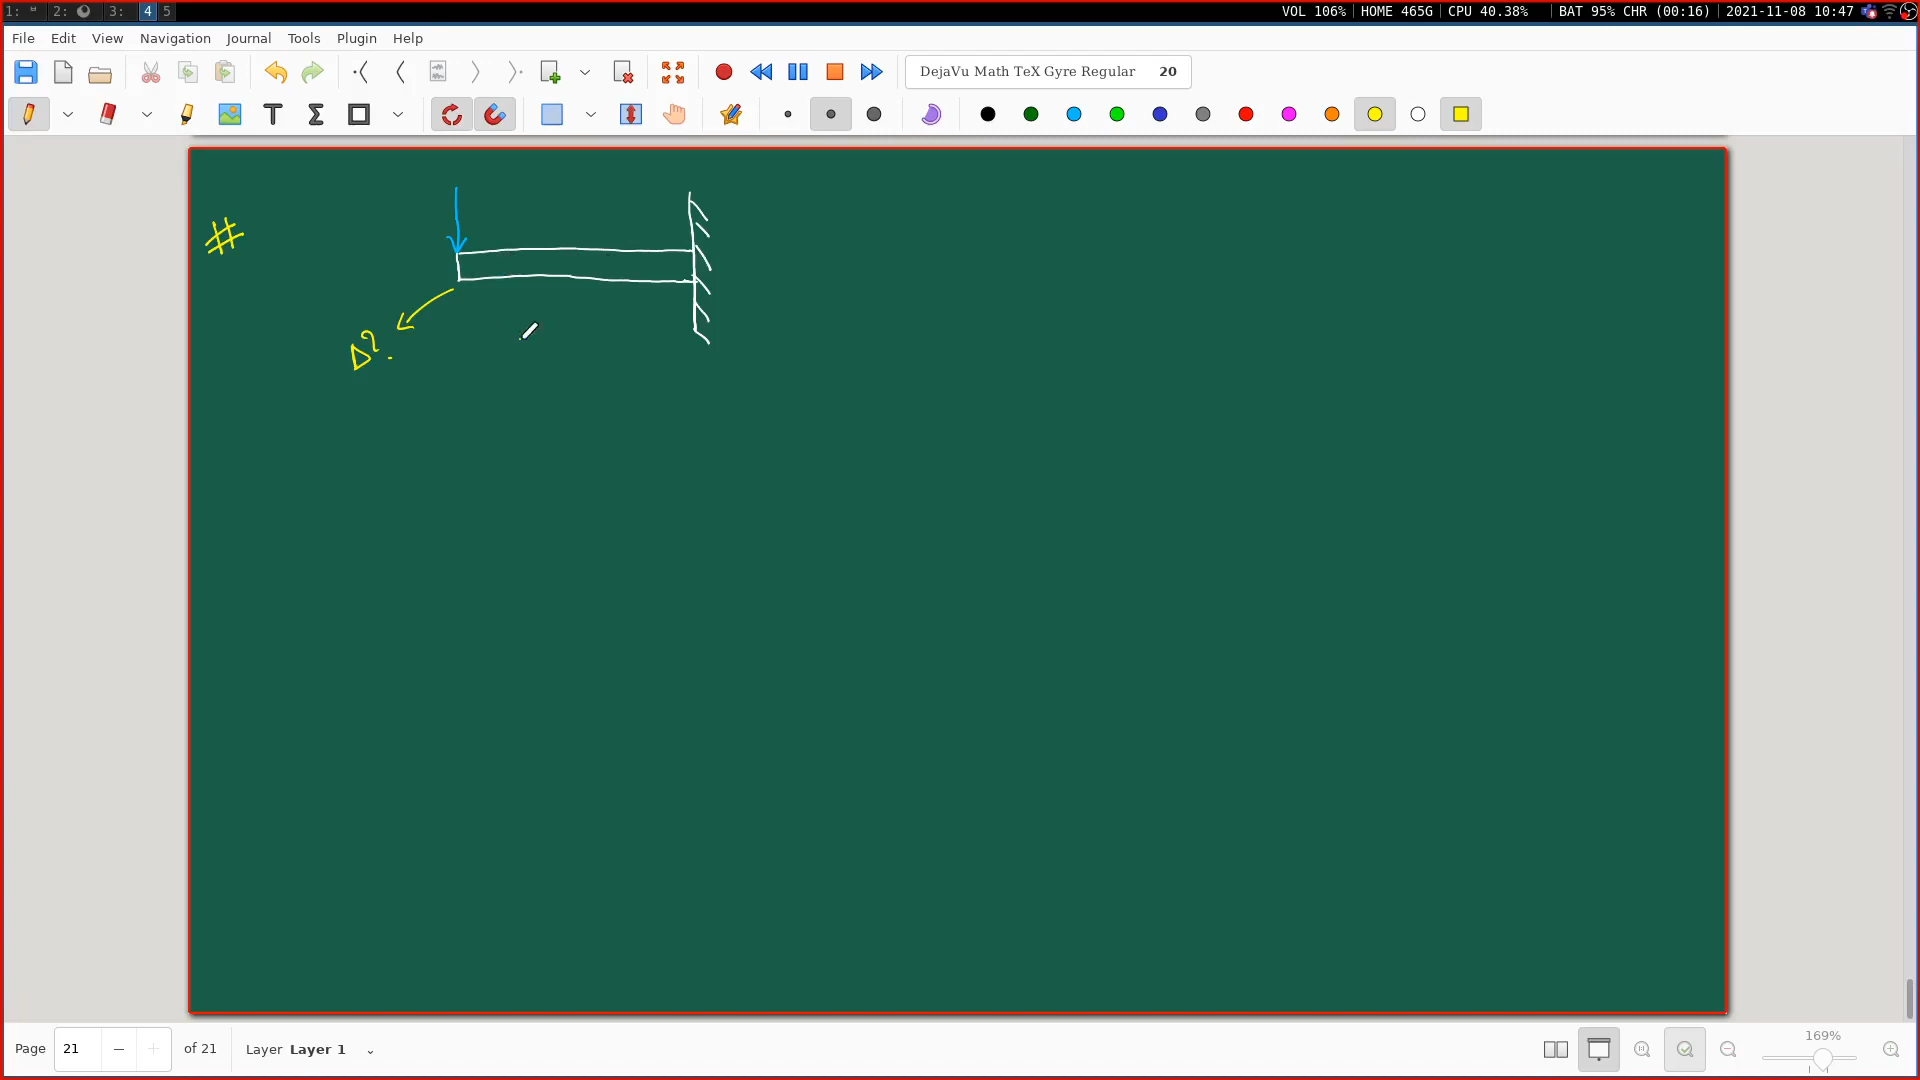 1: 2: 3: 4 5 VOL 106% HOME 465G CPU 40.38% BAT 95% CHR (00:16) 2021-11-08 10:47
File Edit View Navigation Journal Tools Plugin Help
DejaVu Math TeX Gyre Regular 20
T Σ
#
Δ?
Page 21 of 21 Layer Layer 1 169%